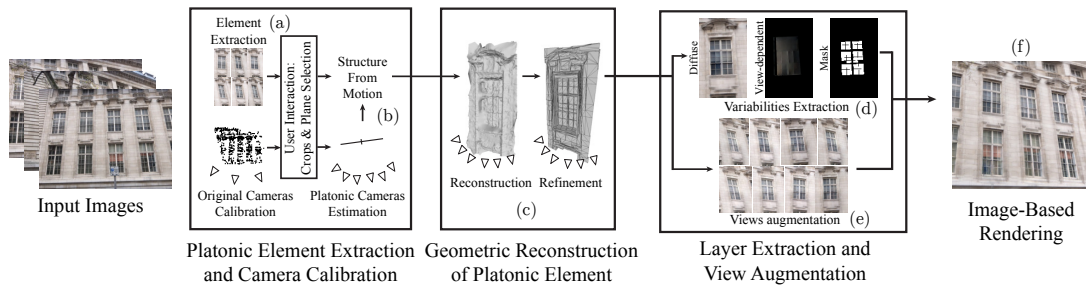 Input Images
Element
Extraction
(a)
User Interaction:
Crops & Plane Selection
Structure
From
Motion
(b)
Original Cameras
Calibration
Platonic Cameras
Estimation
Platonic Element Extraction
and Camera Calibration
Reconstruction
Refinement
(c)
Geometric Reconstruction
of Platonic Element
Diffuse
View-dependent
Mask
Variabilities Extraction
(d)
Views augmentation
(e)
Layer Extraction and
View Augmentation
(f)
Image-Based
Rendering